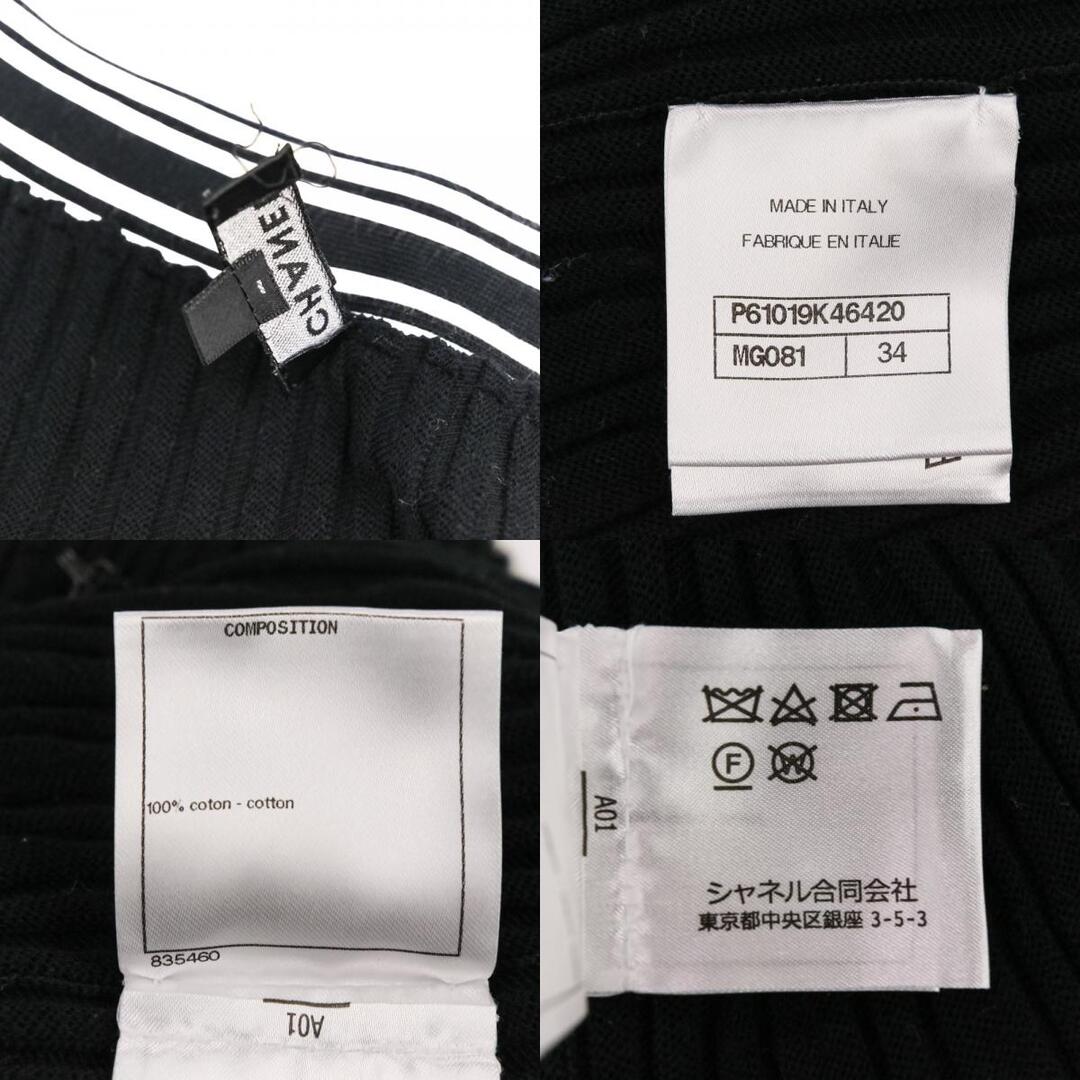 CHANE
MADE IN ITALY
FABRIQUE EN ITALIE
P61019K46420
MG081 34
COMPOSITION
100% coton - cotton
835460
A01
F W
A01
シャネル合同会社
東京都中央区銀座 3-5-3